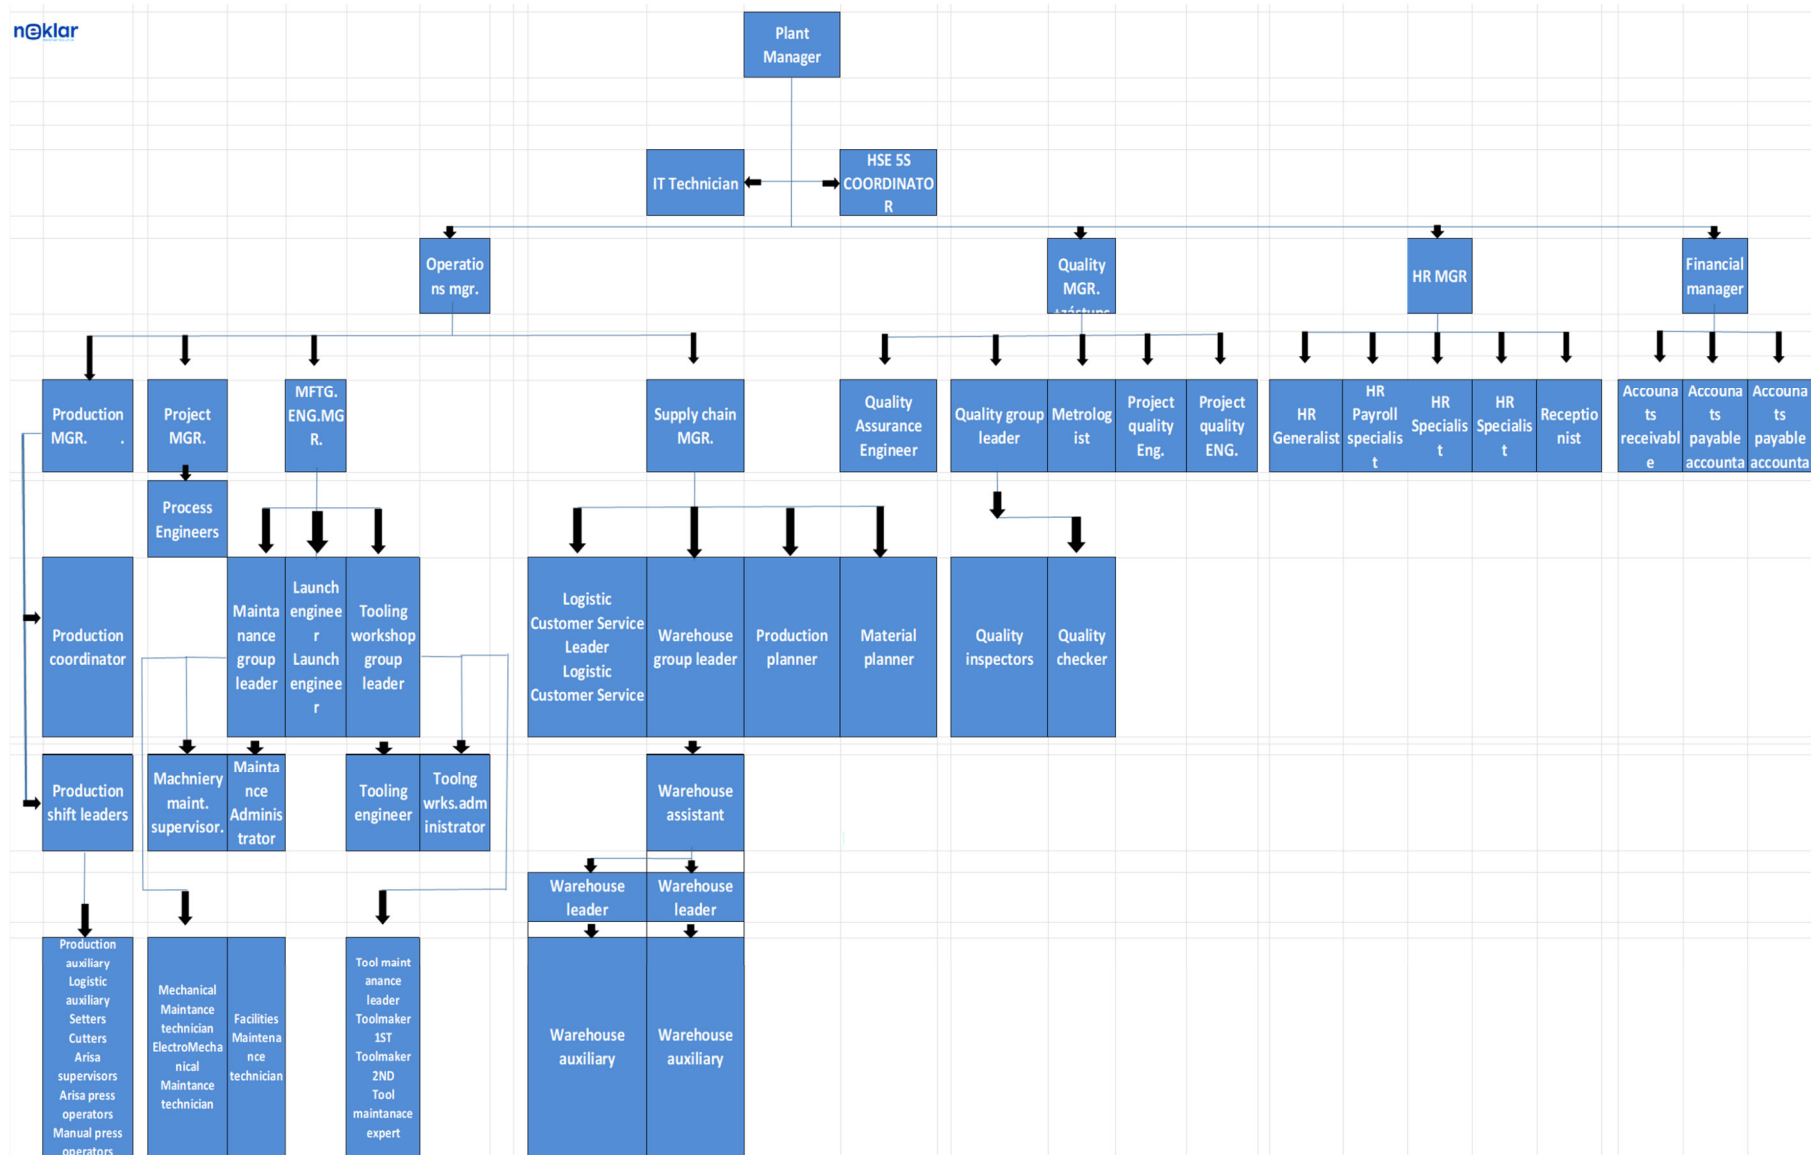 neklar
Plant
Manager
IT Technician
HSE 5S
COORDINATO
R
Operatio
ns mgr.
Quality
MGR.
HR MGR
Financial
manager
Production
MGR. .
Project
MGR.
MFTG.
ENG.MG
R.
Supply chain
MGR.
Quality
Assurance
Engineer
Quality group
leader
Metrolog
ist
Project
quality
Eng.
Project
quality
ENG.
HR
Generalist
HR
Payroll
specialis
t
HR
Specialis
t
HR
Specialis
t
Receptio
nist
Accouna
ts
receivabl
e
Accouna
ts
payable
accounta
Accouna
ts
payable
accounta
Process
Engineers
Production
coordinator
Mainta
nance
group
leader
Launch
enginee
r
Launch
enginee
r
Tooling
workshop
group
leader
Logistic
Customer Service
Leader
Logistic
Customer Service
Warehouse
group leader
Production
planner
Material
planner
Quality
inspectors
Quality
checker
Production
shift leaders
Machniery
maint.
supervisor.
Mainta
nce
Adminis
trator
Tooling
engineer
Toolng
wrks.adm
inistrator
Warehouse
assistant
Warehouse
leader
Warehouse
leader
Production
auxiliary
Logistic
auxiliary
Setters
Cutters
Arisa
supervisors
Arisa press
operators
Manual press
operators
Mechanical
Maintance
technician
ElectroMecha
nical
Maintance
technician
Facilities
Maintena
nce
technician
Tool maint
anance
leader
Toolmaker
1ST
Toolmaker
2ND
Tool
maintanace
expert
Warehouse
auxiliary
Warehouse
auxiliary